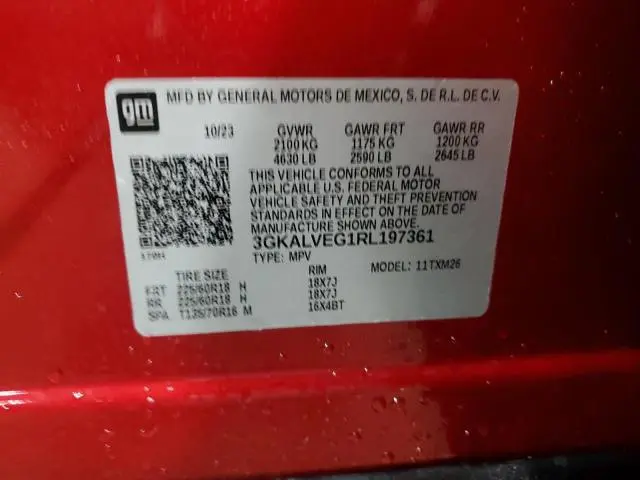 gm
MFD BY GENERAL MOTORS DE MEXICO, S. DE R.L. DE C.V.
10/23 GVWR GAWR FRT GAWR RR
2100 KG 1175 KG 1200 KG
4630 LB 2590 LB 2645 LB
THIS VEHICLE CONFORMS TO ALL
APPLICABLE U.S. FEDERAL MOTOR
VEHICLE SAFETY AND THEFT PREVENTION
STANDARDS IN EFFECT ON THE DATE OF
MANUFACTURE SHOWN ABOVE.
3GKALVEG1RL197361
TYPE: MPV MODEL: 11TXM26
TIRE SIZE RIM
FRT 225/60R18 H 18X7J
RR 225/60R18 H 18X7J
SPA T135/70R16 M 16X4BT